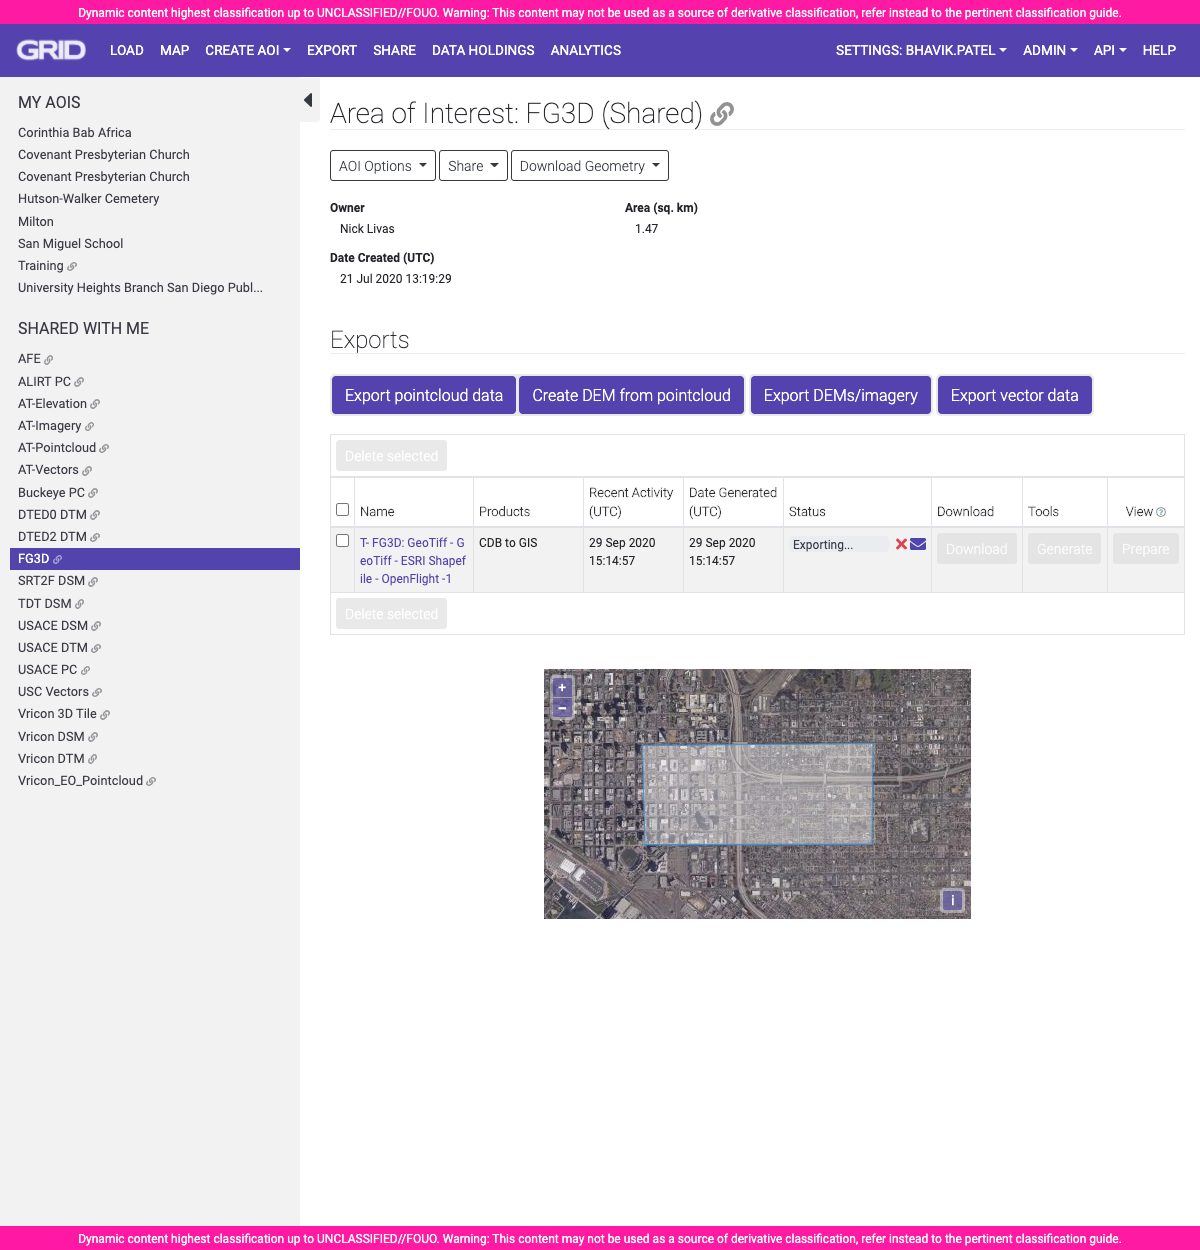 Dynamic content highest classification up to UNCLASSIFIED//FOUO. Warning: This content may not be used as a source of derivative classification, refer instead to the pertinent classification guide.
GRID LOAD MAP CREATE AOI EXPORT SHARE DATA HOLDINGS ANALYTICS SETTINGS: BHAVIK.PATEL ADMIN API HELP
MY AOIS
Corinthia Bab Africa
Covenant Presbyterian Church
Covenant Presbyterian Church
Hutson-Walker Cemetery
Milton
San Miguel School
Training
University Heights Branch San Diego Publ...
SHARED WITH ME
AFE
ALIRT PC
AT-Elevation
AT-Imagery
AT-Pointcloud
AT-Vectors
Buckeye PC
DTED0 DTM
DTED2 DTM
FG3D
SRT2F DSM
TDT DSM
USACE DSM
USACE DTM
USACE PC
USC Vectors
Vricon 3D Tile
Vricon DSM
Vricon DTM
Vricon_EO_Pointcloud
Area of Interest: FG3D (Shared)
AOI Options Share Download Geometry
Owner
Nick Livas
Area (sq. km)
1.47
Date Created (UTC)
21 Jul 2020 13:19:29
Exports
Export pointcloud data Create DEM from pointcloud Export DEMs/imagery Export vector data
Delete selected
Name Products Recent Activity (UTC) Date Generated (UTC) Status Download Tools View ?
T- FG3D: GeoTiff - G
eoTiff - ESRI Shapef
ile - OpenFlight -1
CDB to GIS
29 Sep 2020
15:14:57
29 Sep 2020
15:14:57
Exporting...
Download Generate Prepare
Delete selected
+
−
i
Dynamic content highest classification up to UNCLASSIFIED//FOUO. Warning: This content may not be used as a source of derivative classification, refer instead to the pertinent classification guide.